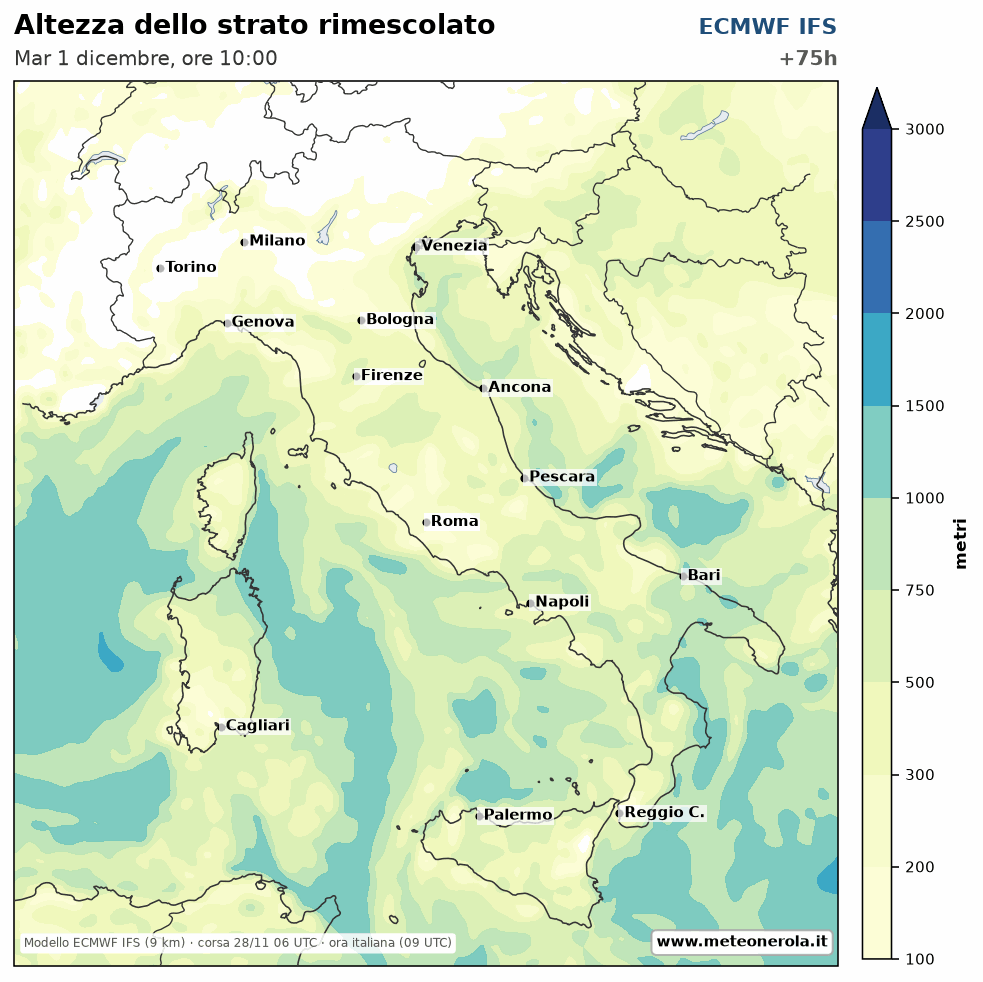 Altezza dello strato rimescolato
ECMWF IFS
Mar 1 dicembre, ore 10:00
+75h
Milano
Venezia
Torino
Genova
Bologna
Firenze
Ancona
Pescara
Roma
Bari
Napoli
Cagliari
Palermo
Reggio C.
3000
2500
2000
1500
1000
750
500
300
200
100
metri
Modello ECMWF IFS (9 km) · corsa 28/11 06 UTC · ora italiana (09 UTC)
www.meteonerola.it